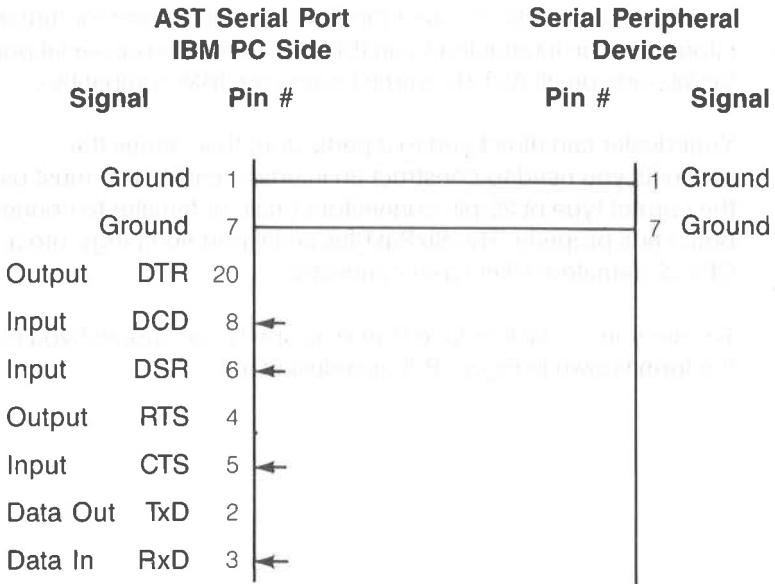 AST Serial Port Serial Peripheral
IBM PC Side Device
Signal Pin # Pin # Signal
Ground 1 1 Ground
Ground 7 7 Ground
Output DTR 20
Input DCD 8
Input DSR 6
Output RTS 4
Input CTS 5
Data Out TxD 2
Data In RxD 3